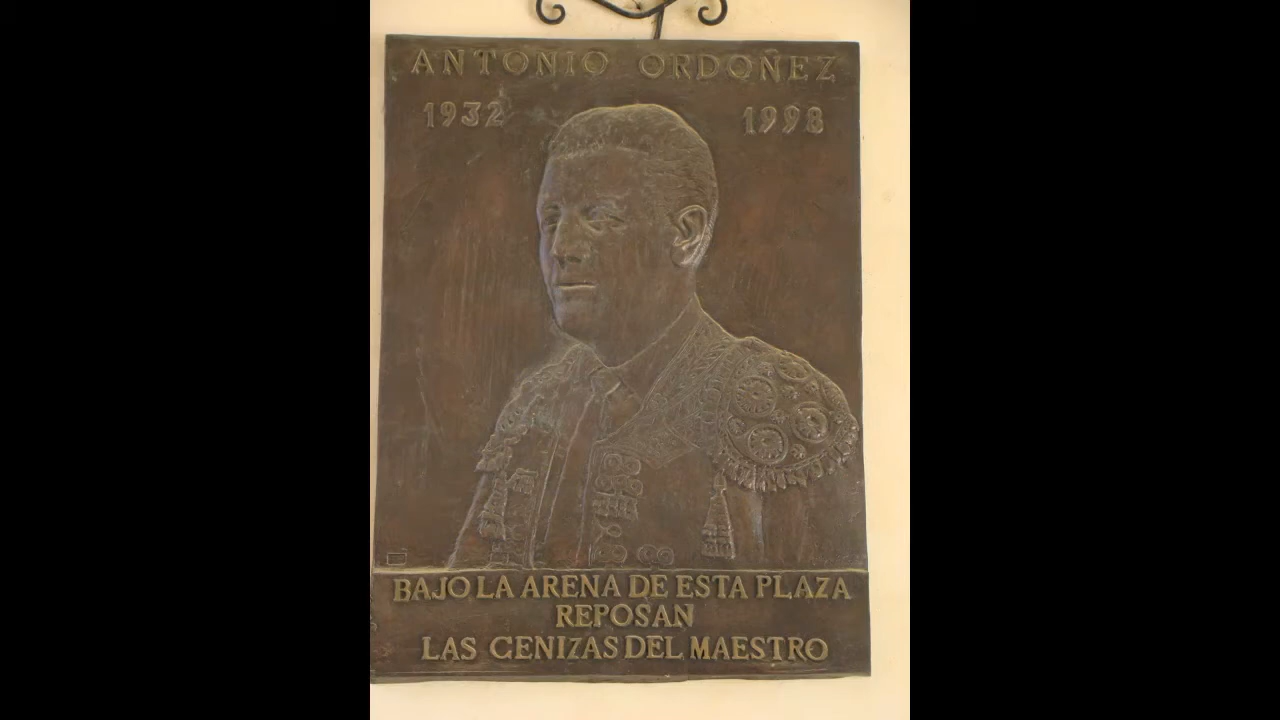 ANTONIO ORDOÑEZ
1932 1998
BAJO LA ARENA DE ESTA PLAZA
REPOSAN
LAS CENIZAS DEL MAESTRO